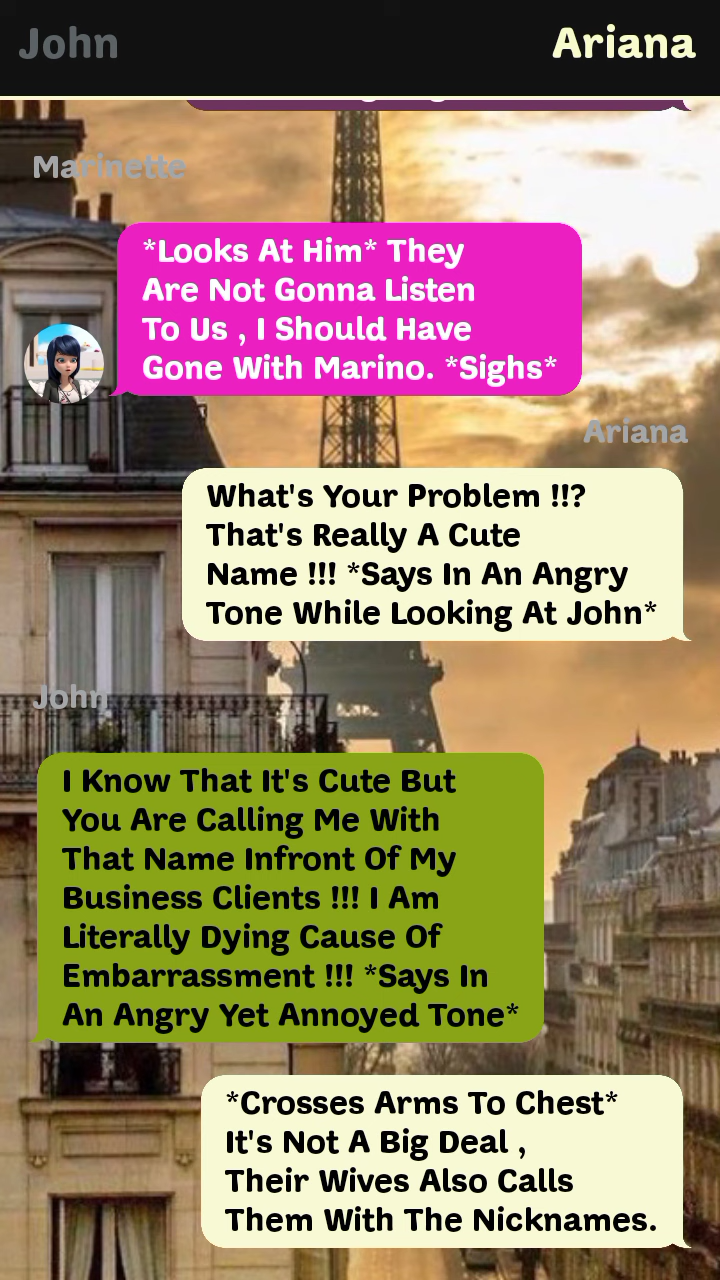 John
Ariana
Marinette
*Looks At Him* They
Are Not Gonna Listen
To Us , I Should Have
Gone With Marino. *Sighs*
Ariana
What's Your Problem !!?
That's Really A Cute
Name !!! *Says In An Angry
Tone While Looking At John*
John
I Know That It's Cute But
You Are Calling Me With
That Name Infront Of My
Business Clients !!! I Am
Literally Dying Cause Of
Embarrassment !!! *Says In
An Angry Yet Annoyed Tone*
*Crosses Arms To Chest*
It's Not A Big Deal ,
Their Wives Also Calls
Them With The Nicknames.